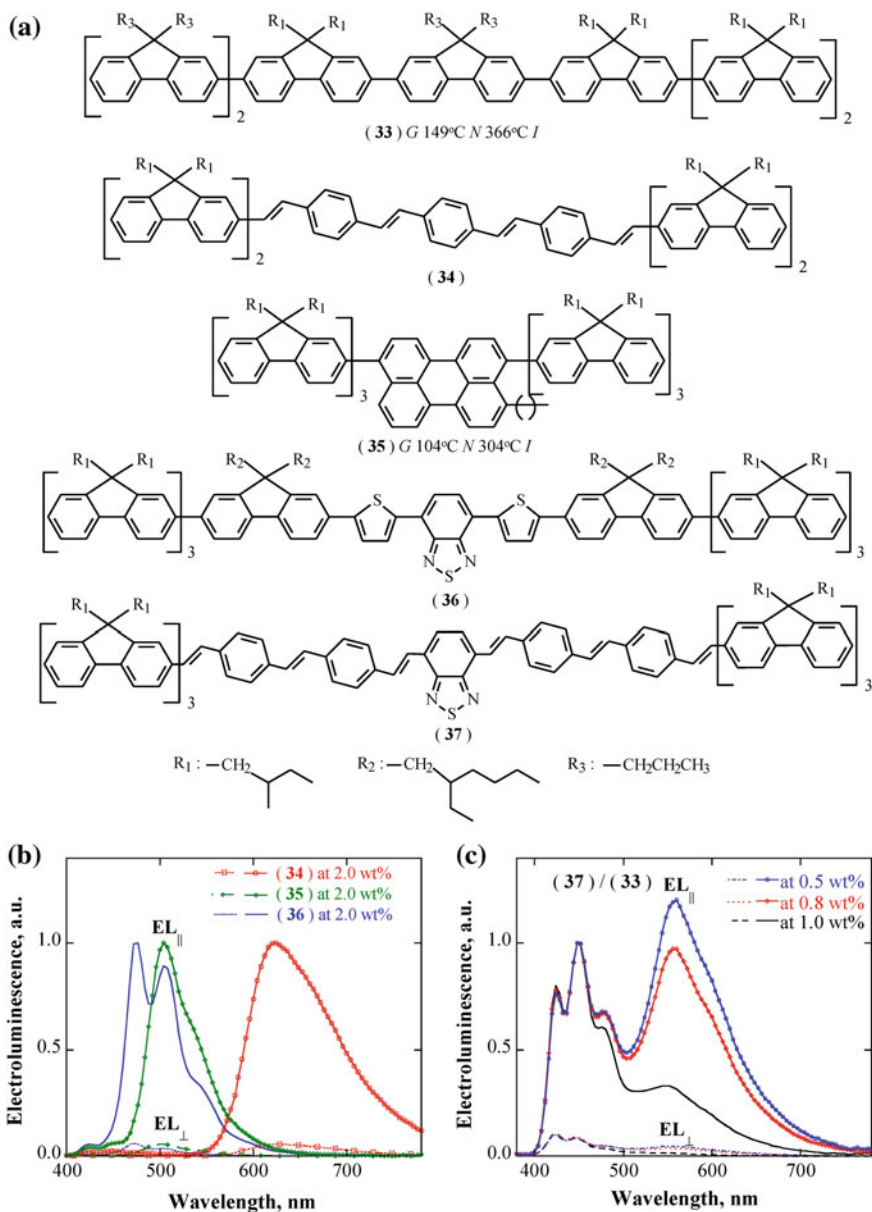 (a)
R3 R3 R1 R1 R3 R3 R1 R1 R1 R1
2 2
(33) G 149°C N 366°C I
R1 R1 R1 R1
2 2
(34)
R1 R1 R1 R1
3 3
( )
(35) G 104°C N 304°C I
R1 R1 R2 R2 R2 R2 R1 R1
S S
3 3
N N
S
(36)
R1 R1 R1 R1
3 3
N N
S
(37)
R1 : —CH2 R2 : —CH2 R3 : —CH2CH2CH3
(b)
(34) at 2.0 wt%
(35) at 2.0 wt%
(36) at 2.0 wt%
EL||
EL⊥
1.0
0.5
0.0
400 500 600 700
Electroluminescence, a.u.
Wavelength, nm
(c)
(37) / (33)
at 0.5 wt%
at 0.8 wt%
at 1.0 wt%
EL||
EL⊥
1.0
0.5
0.0
400 500 600 700
Electroluminescence, a.u.
Wavelength, nm